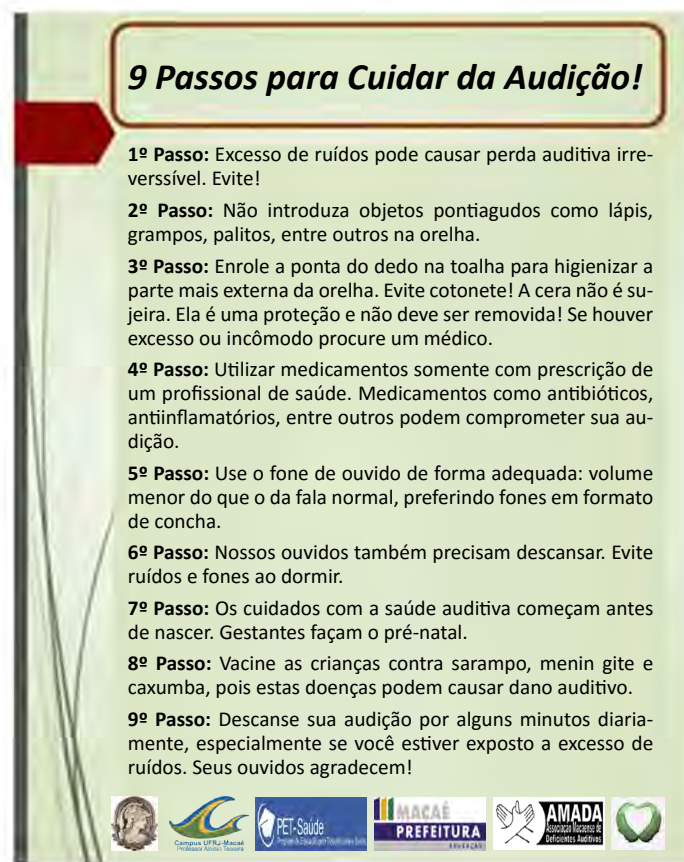 9 Passos para Cuidar da Audição!
1º Passo: Excesso de ruídos pode causar perda auditiva irre-
verssível. Evite!
2º Passo: Não introduza objetos pontiagudos como lápis,
grampos, palitos, entre outros na orelha.
3º Passo: Enrole a ponta do dedo na toalha para higienizar a
parte mais externa da orelha. Evite cotonete! A cera não é su-
jeira. Ela é uma proteção e não deve ser removida! Se houver
excesso ou incômodo procure um médico.
4º Passo: Utilizar medicamentos somente com prescrição de
um profissional de saúde. Medicamentos como antibióticos,
antiinflamatórios, entre outros podem comprometer sua au-
dição.
5º Passo: Use o fone de ouvido de forma adequada: volume
menor do que o da fala normal, preferindo fones em formato
de concha.
6º Passo: Nossos ouvidos também precisam descansar. Evite
ruídos e fones ao dormir.
7º Passo: Os cuidados com a saúde auditiva começam antes
de nascer. Gestantes façam o pré-natal.
8º Passo: Vacine as crianças contra sarampo, menin gite e
caxumba, pois estas doenças podem causar dano auditivo.
9º Passo: Descanse sua audição por alguns minutos diaria-
mente, especialmente se você estiver exposto a excesso de
ruídos. Seus ouvidos agradecem!
Campus UFRJ-Macaé
Professor Aloisio Teixeira
PET-Saúde
MACAÉ
PREFEITURA
EDUCAÇÃO
AMADA
Associação Macaense de
Deficientes Auditivos